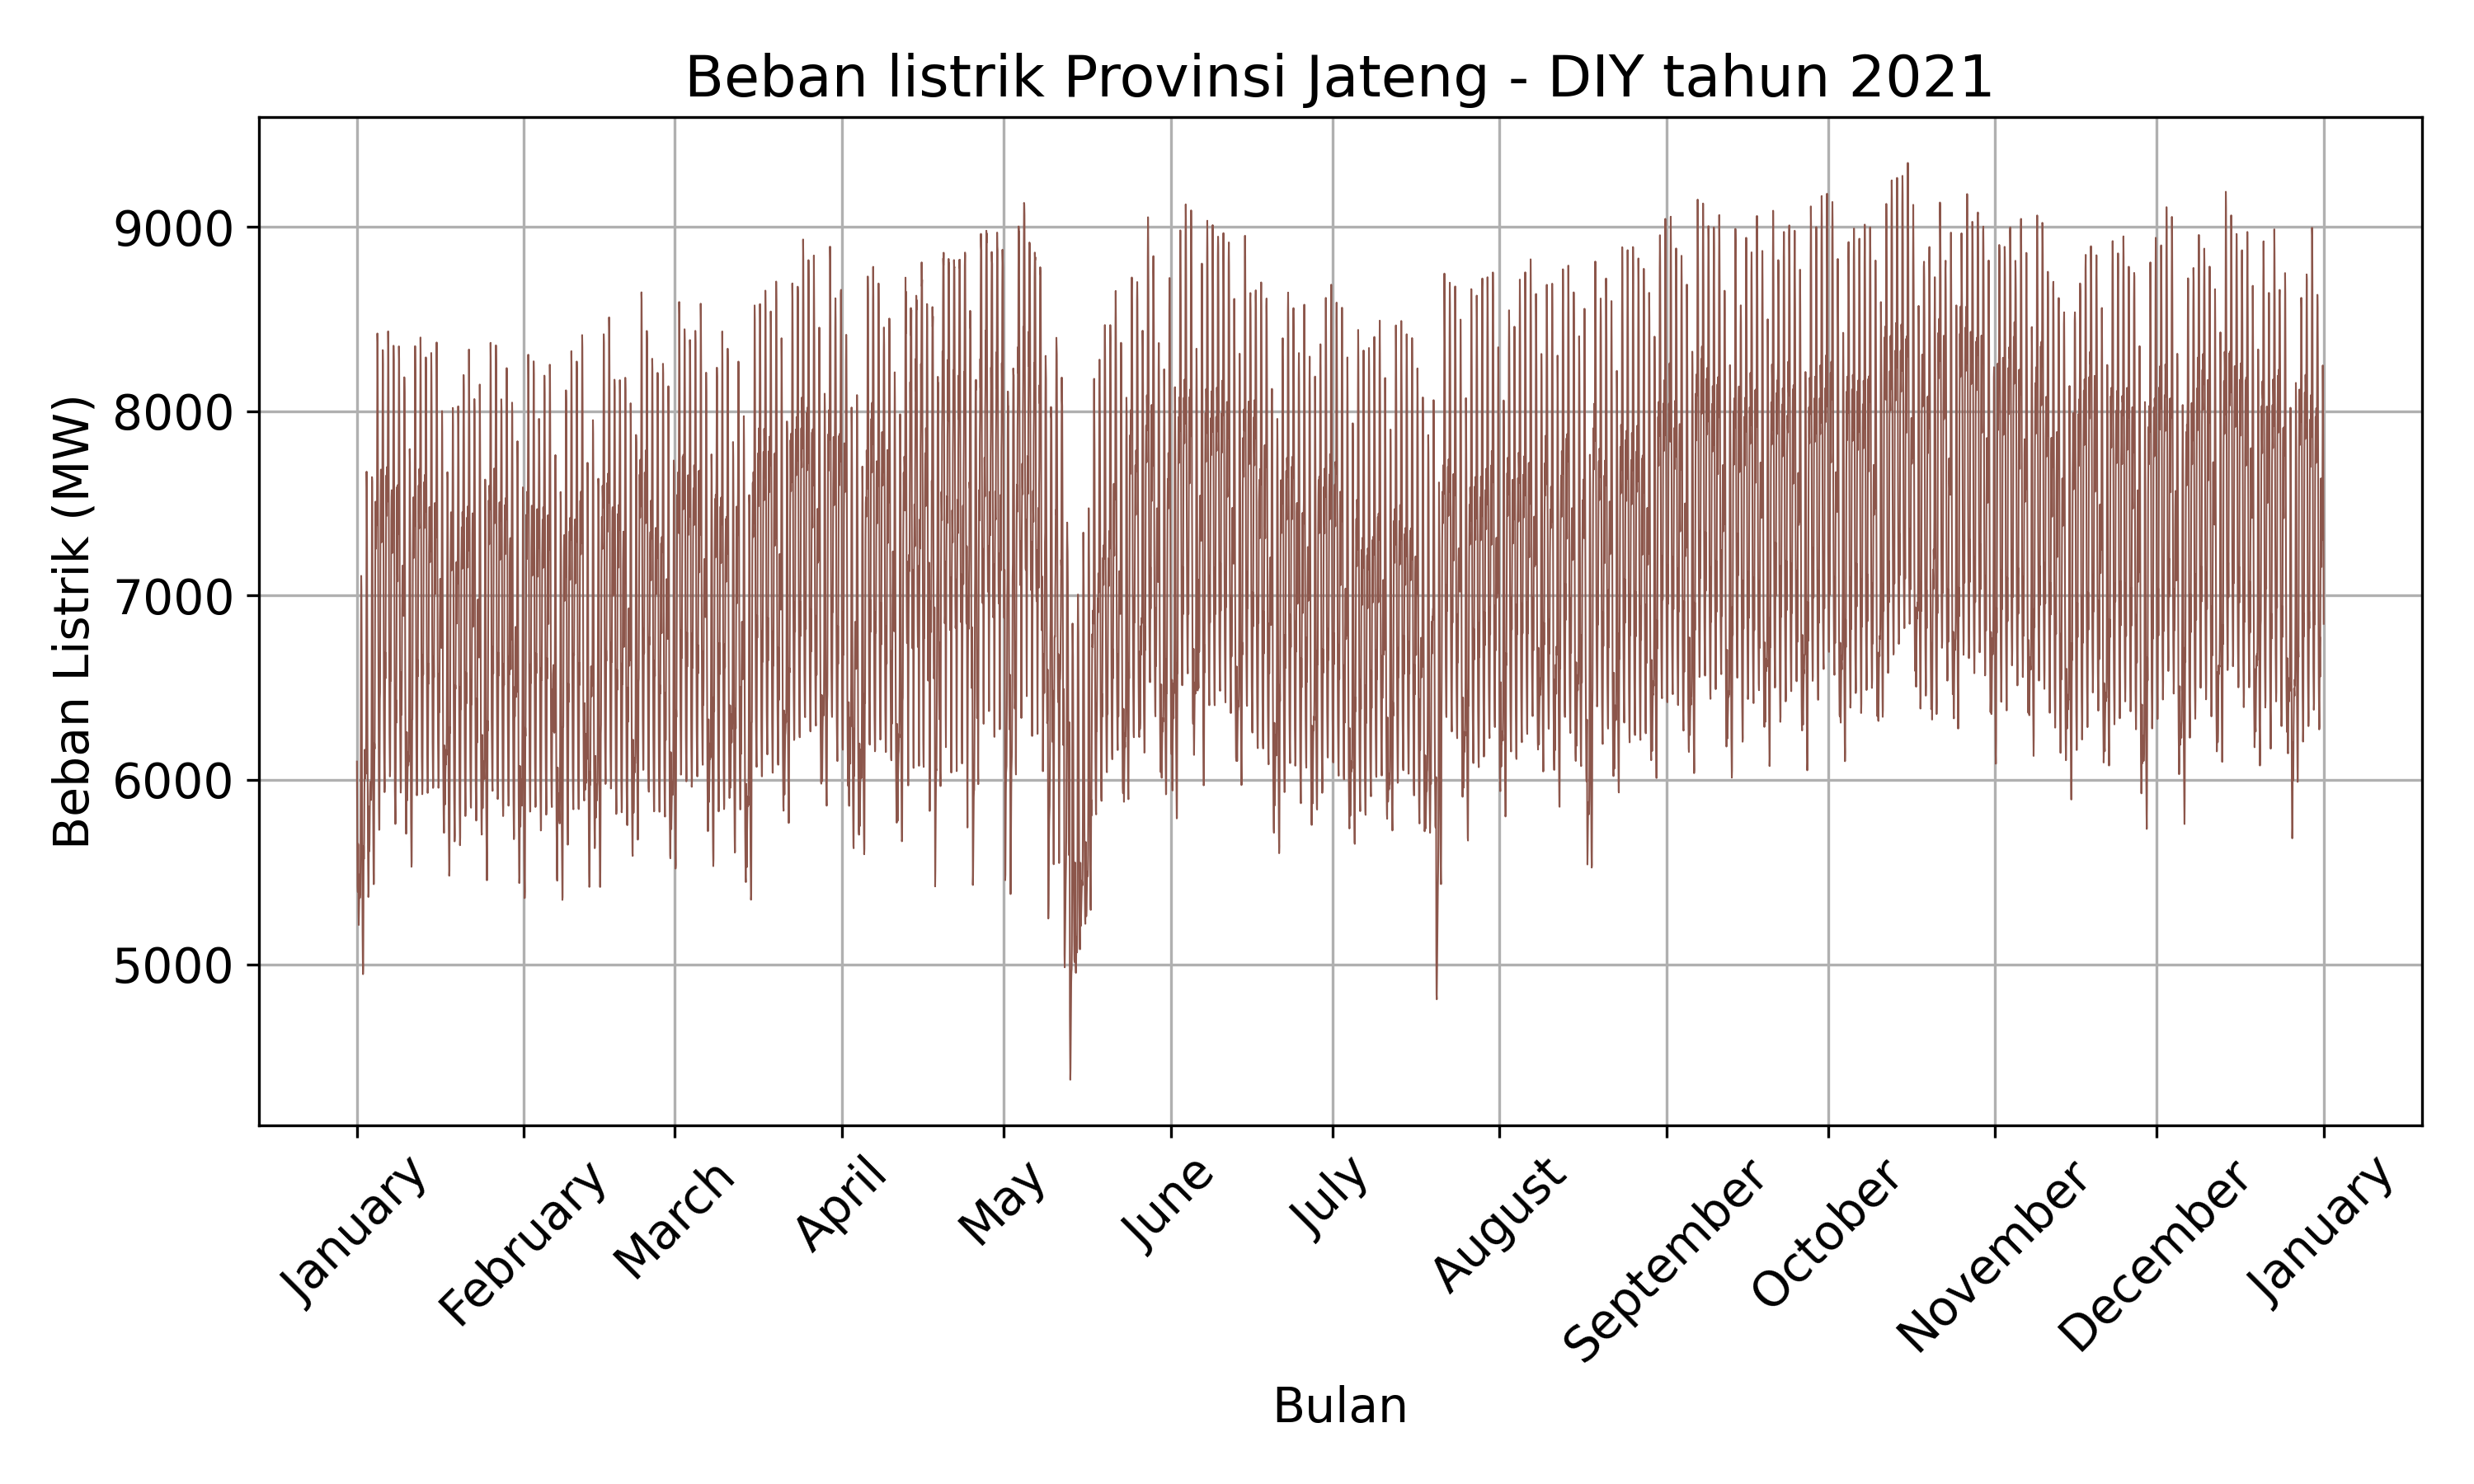 Beban listrik Provinsi Jateng - DIY tahun 2021
Beban Listrik (MW)
9000
8000
7000
6000
5000
January
February
March
April
May
June
July
August
September
October
November
December
January
Bulan